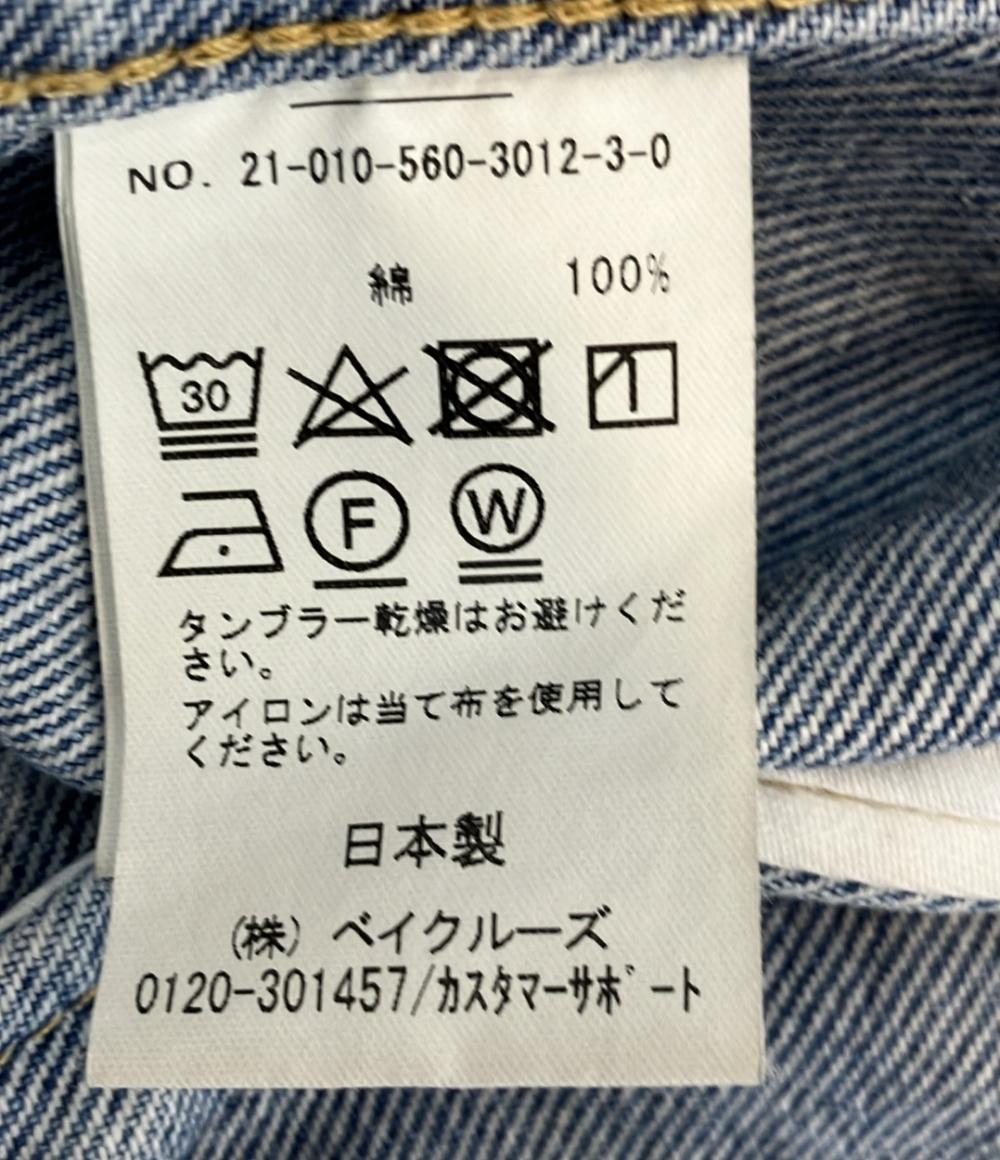 NO. 21-010-560-3012-3-0
綿 100%
30
F W
タンブラー乾燥はお避けくだ
さい。
アイロンは当て布を使用して
ください。
日本製
(株) ベイクルーズ
0120-301457/カスタマーサポート